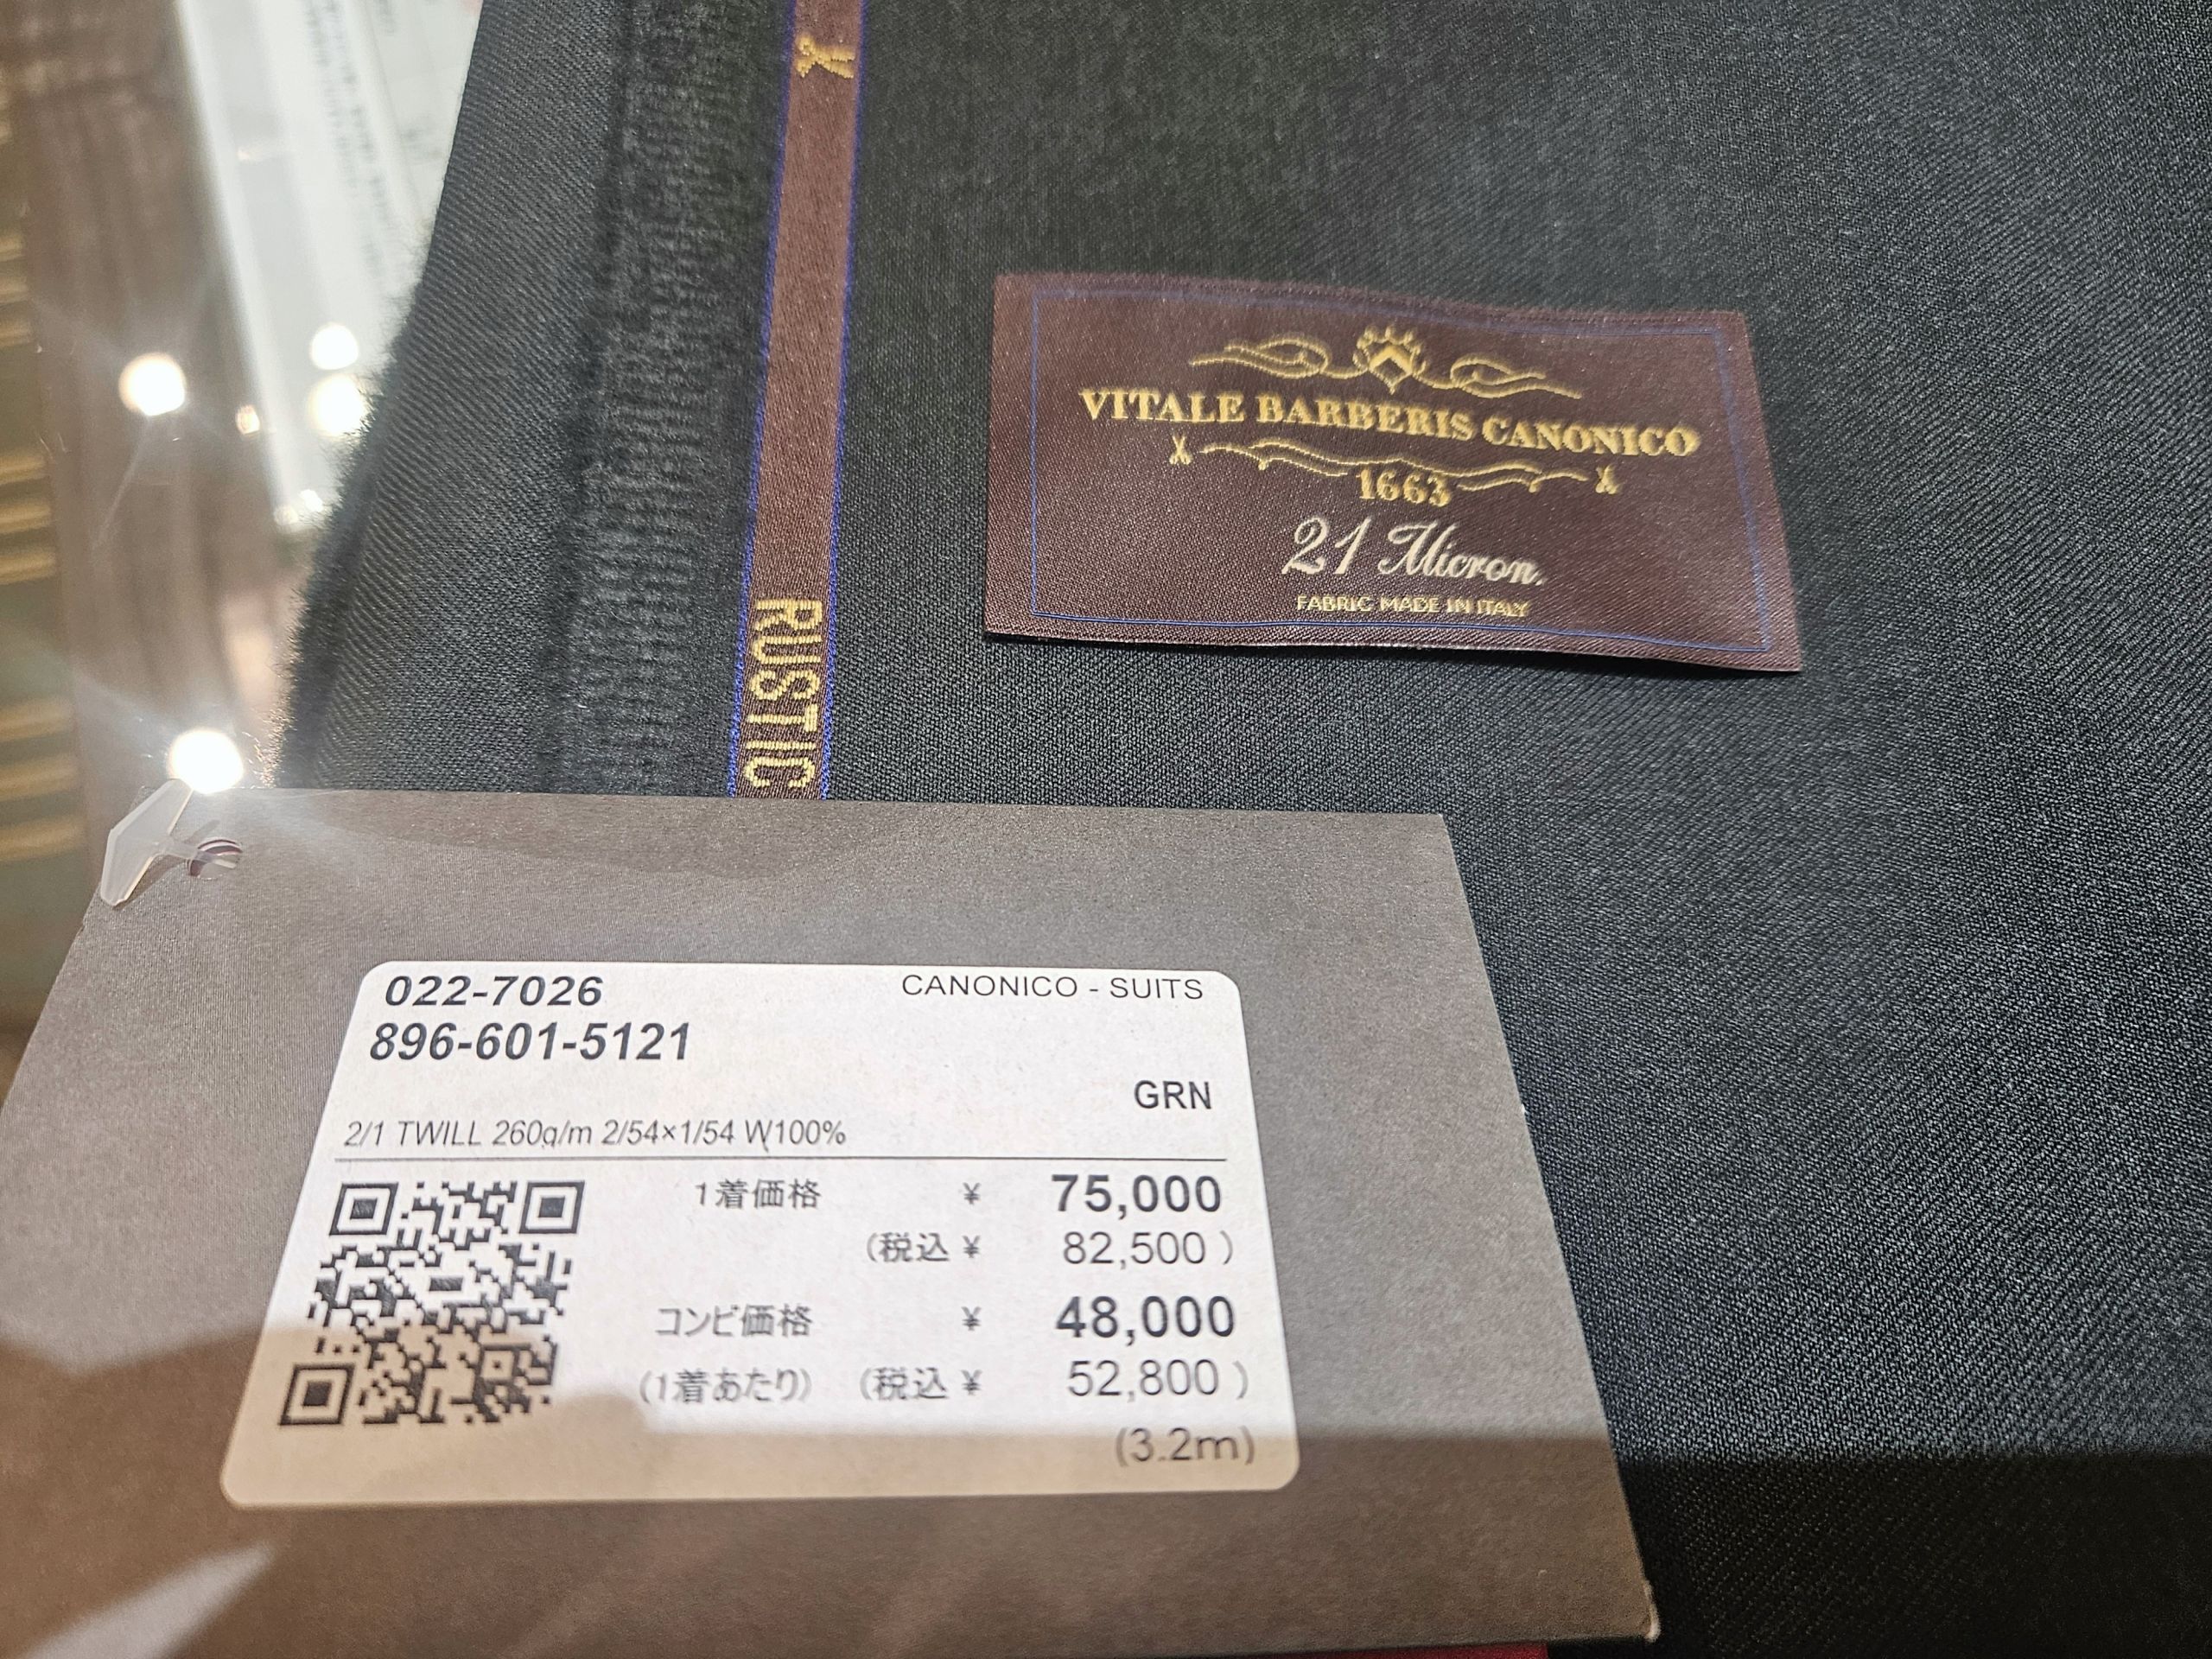 RUSTIC
VITALE BARBERIS CANONICO
1663
21 Micron.
FABRIC MADE IN ITALY
022-7026 CANONICO - SUITS
896-601-5121
GRN
2/1 TWILL 260g/m 2/54×1/54 W100%
1着価格 ¥ 75,000
(税込 ¥ 82,500 )
コンビ価格 ¥ 48,000
(1着あたり) (税込 ¥ 52,800 )
(3.2m)